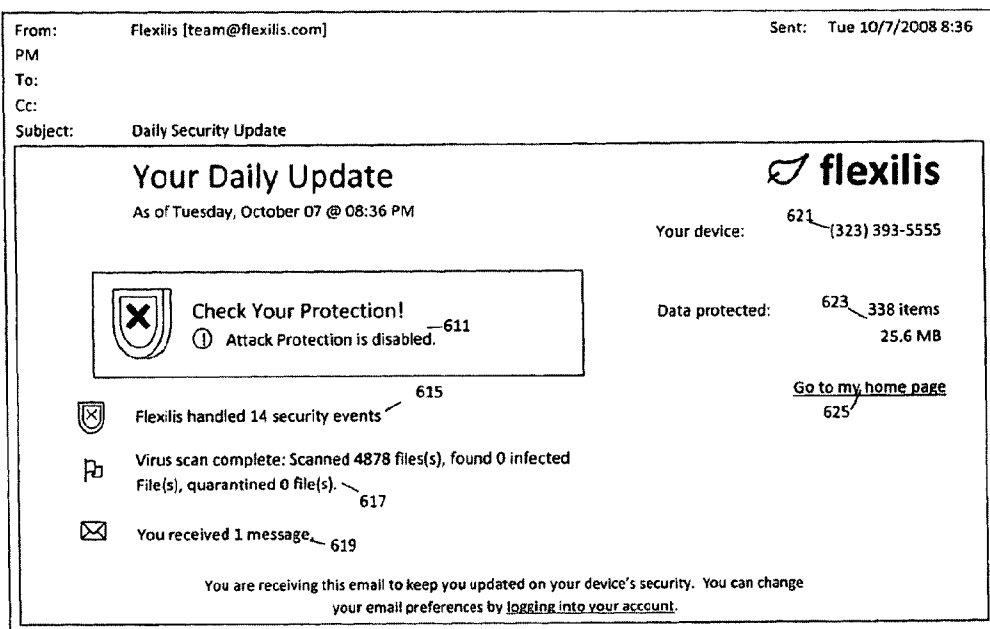 From: Flexilis [team@flexilis.com] Sent: Tue 10/7/2008 8:36
PM
To:
Cc:
Subject: Daily Security Update
Your Daily Update
flexilis
As of Tuesday, October 07 @ 08:36 PM
621
Your device: (323) 393-5555
Check Your Protection!
Attack Protection is disabled. 611
Data protected: 623 338 items
25.6 MB
615
Go to my home page
625
Flexilis handled 14 security events
Virus scan complete: Scanned 4878 files(s), found 0 infected
File(s), quarantined 0 file(s).
617
You received 1 message. 619
You are receiving this email to keep you updated on your device's security. You can change
your email preferences by logging into your account.